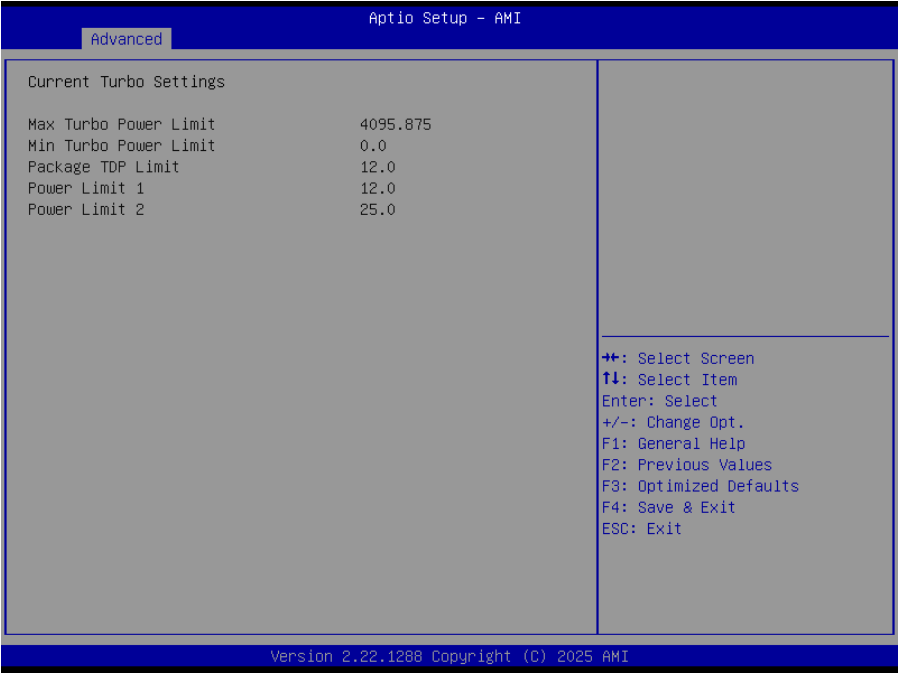 Aptio Setup - AMI
Advanced
Current Turbo Settings
Max Turbo Power Limit 4095.875
Min Turbo Power Limit 0.0
Package TDP Limit 12.0
Power Limit 1 12.0
Power Limit 2 25.0
→←: Select Screen
↑↓: Select Item
Enter: Select
+/-: Change Opt.
F1: General Help
F2: Previous Values
F3: Optimized Defaults
F4: Save & Exit
ESC: Exit
Version 2.22.1288 Copyright (C) 2025 AMI